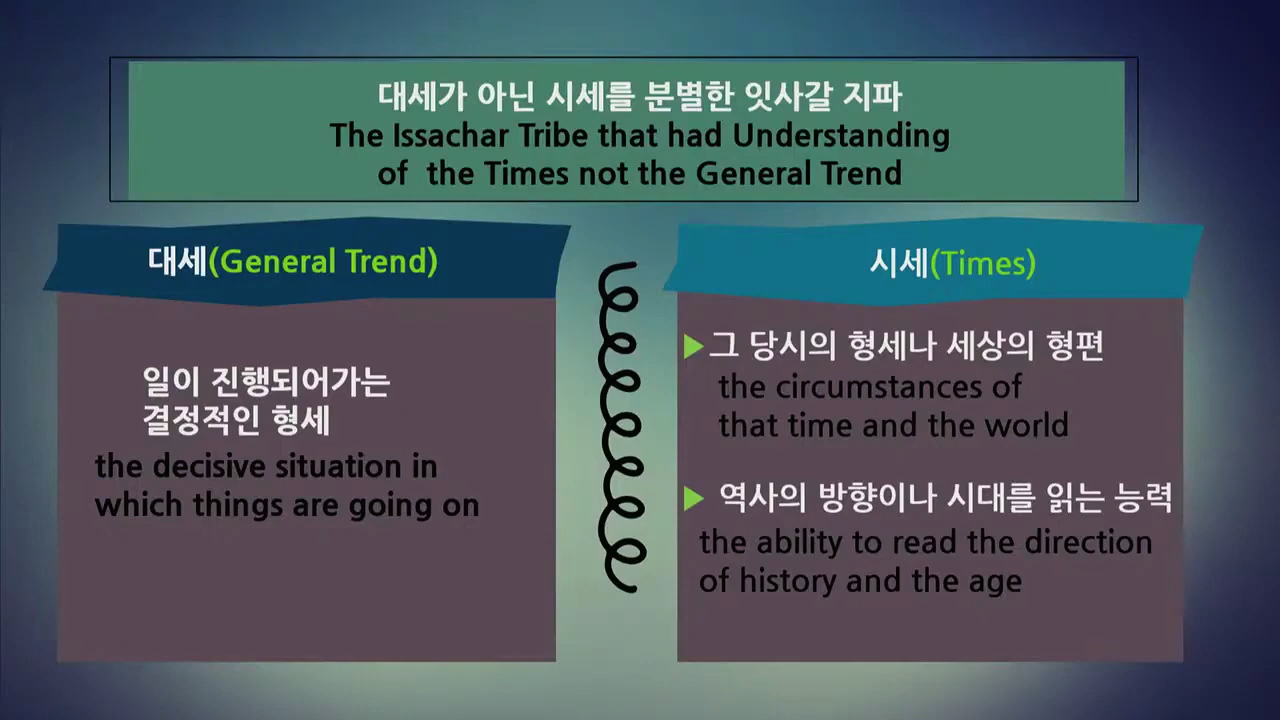 대세가 아닌 시세를 분별한 잇사갈 지파
The Issachar Tribe that had Understanding
of the Times not the General Trend
대세(General Trend)
일이 진행되어가는
결정적인 형세
the decisive situation in
which things are going on
시세(Times)
▶그 당시의 형세나 세상의 형편
the circumstances of
that time and the world
▶ 역사의 방향이나 시대를 읽는 능력
the ability to read the direction
of history and the age